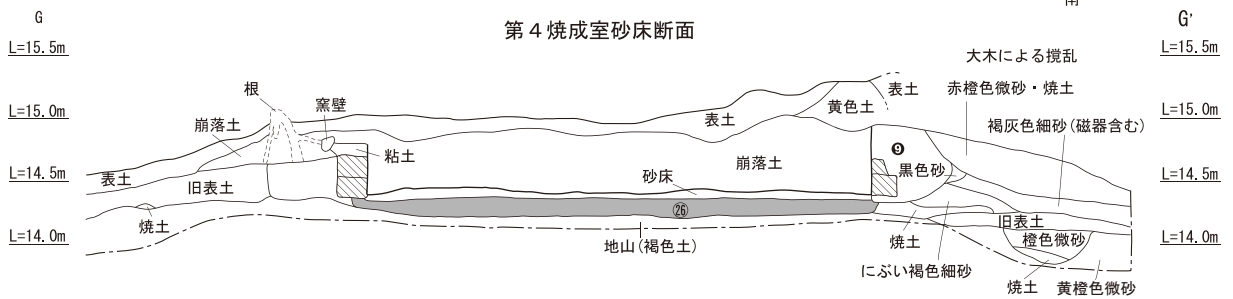 南
G
第４焼成室砂床断面
G'
L=15.5m
L=15.5m
大木による撹乱
根
表土
赤橙色微砂・焼土
L=15.0m
窯壁
黄色土
L=15.0m
崩落土
表土
褐灰色細砂(磁器含む)
粘土
崩落土
❾
黒色砂
L=14.5m
表土
旧表土
砂床
L=14.5m
㉖
焼土
旧表土
L=14.0m
地山(褐色土)
焼土
橙色微砂
L=14.0m
にぶい褐色細砂
焼土
黄橙色微砂